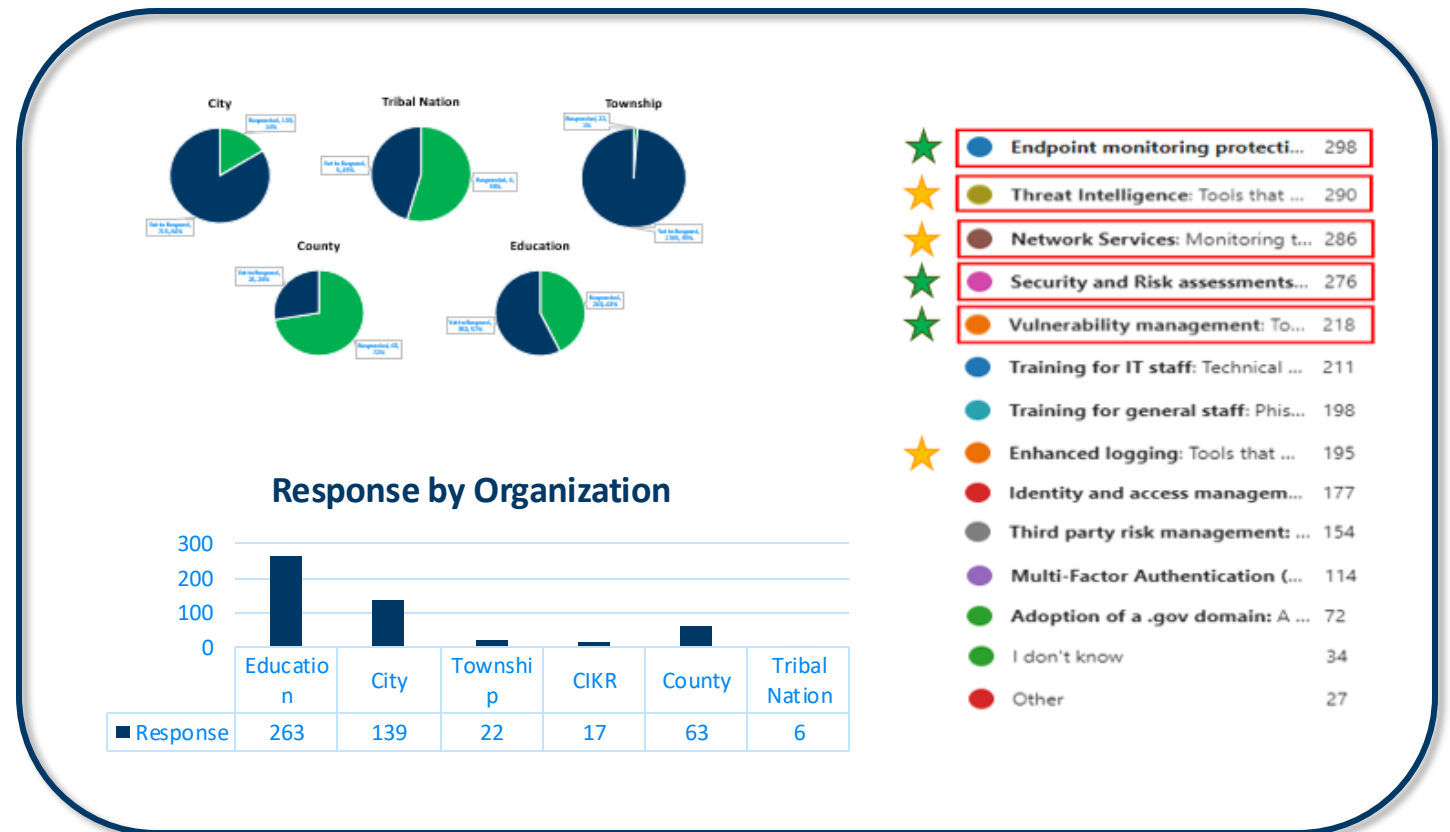 City
Tribal Nation
Township
County
Education
Response by Organization
300
200
100
0
Educatio
n
City
Townshi
p
CIKR
County
Tribal
Nation
Response
263
139
22
17
63
6
Endpoint monitoring protecti... 298
Threat Intelligence: Tools that ... 290
Network Services: Monitoring t... 286
Security and Risk assessments... 276
Vulnerability management: To... 218
Training for IT staff: Technical ... 211
Training for general staff: Phis... 198
Enhanced logging: Tools that ... 195
Identity and access managem... 177
Third party risk management: ... 154
Multi-Factor Authentication (... 114
Adoption of a .gov domain: A ... 72
I don't know 34
Other 27